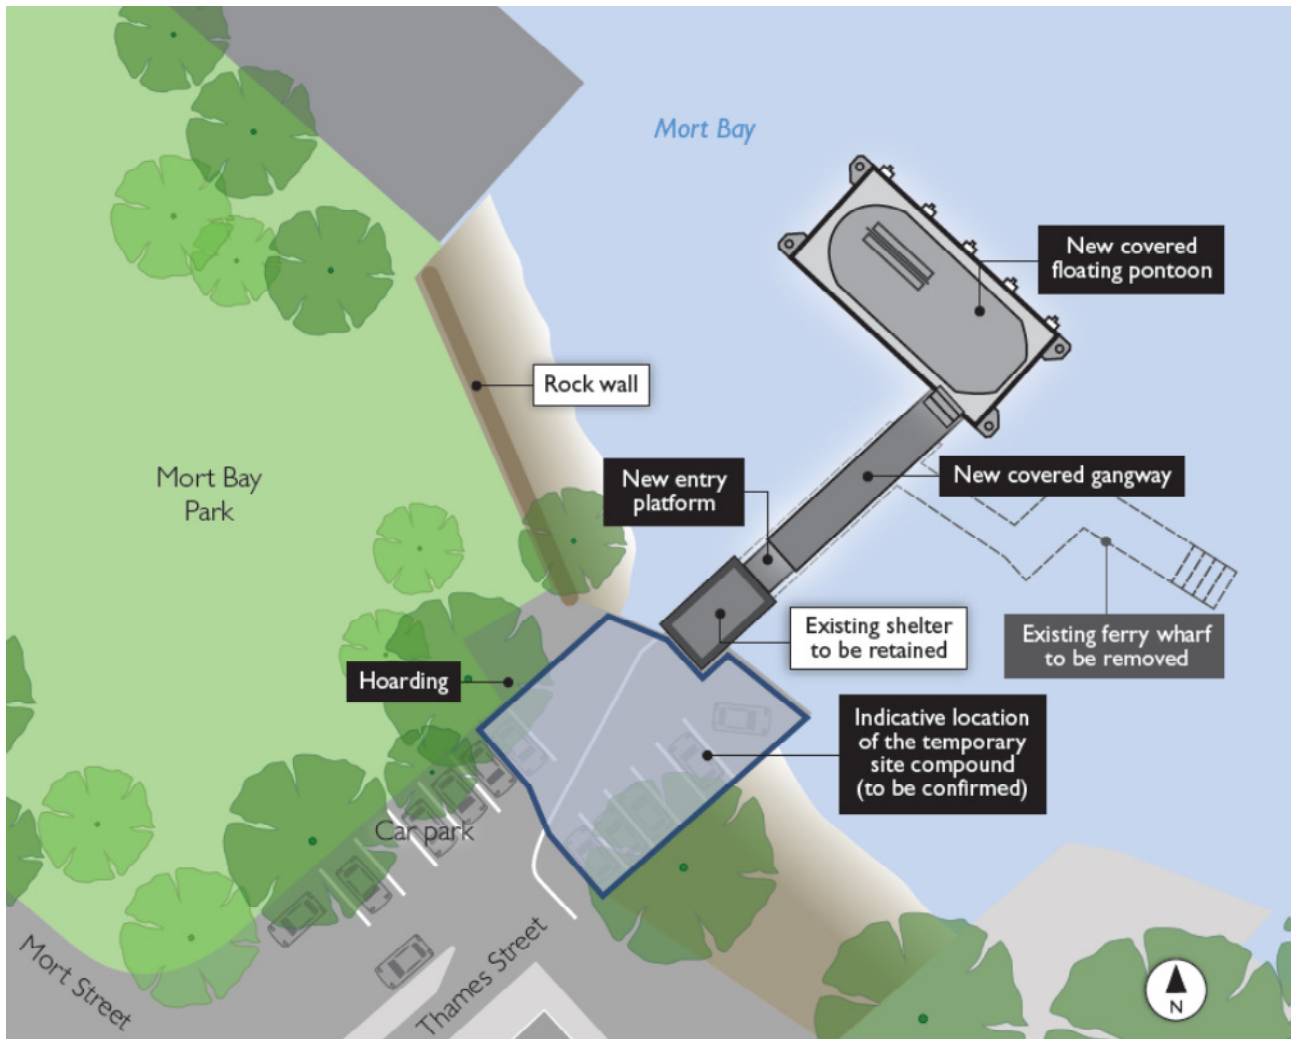 Mort Bay
New covered
floating pontoon
Rock wall
Mort Bay
Park
New entry
platform
New covered gangway
Existing shelter
to be retained
Existing ferry wharf
to be removed
Hoarding
Indicative location
of the temporary
site compound
(to be confirmed)
Car park
Mort Street
Thames Street
N